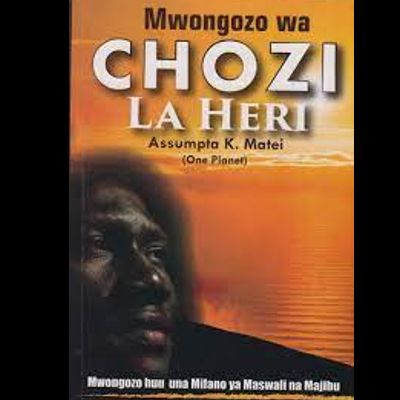 Mwongozo wa
CHOZI
LA HERI
Assumpta K. Matei
(One Planet)
Mwongozo huu una Mifano ya Maswali na Majibu